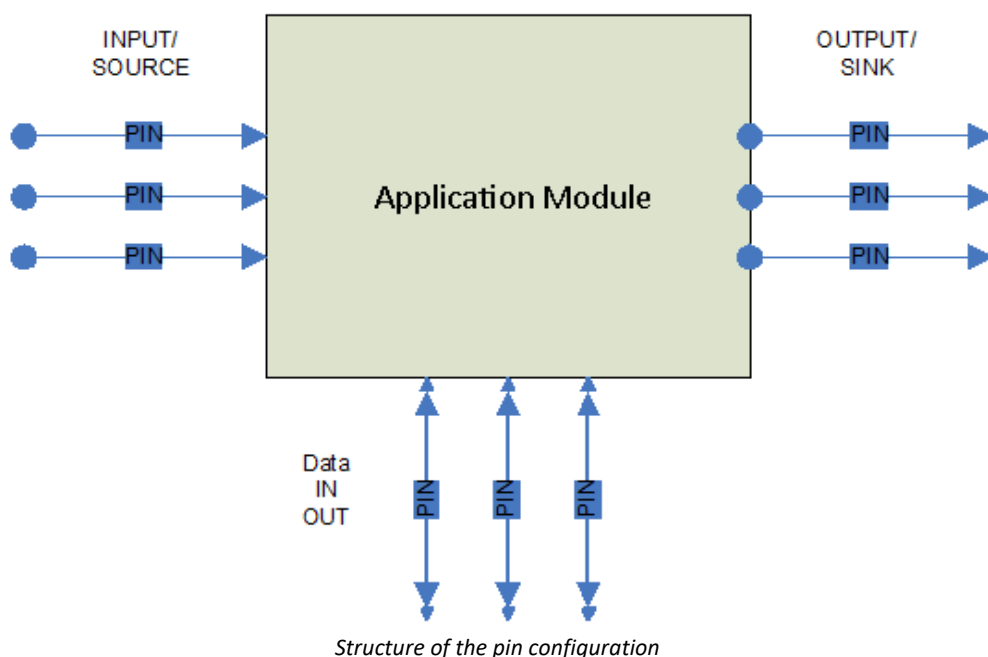 INPUT/
SOURCE
OUTPUT/
SINK
PIN
PIN
PIN
Application Module
PIN
PIN
PIN
Data
IN
OUT
PIN
PIN
PIN
Structure of the pin configuration